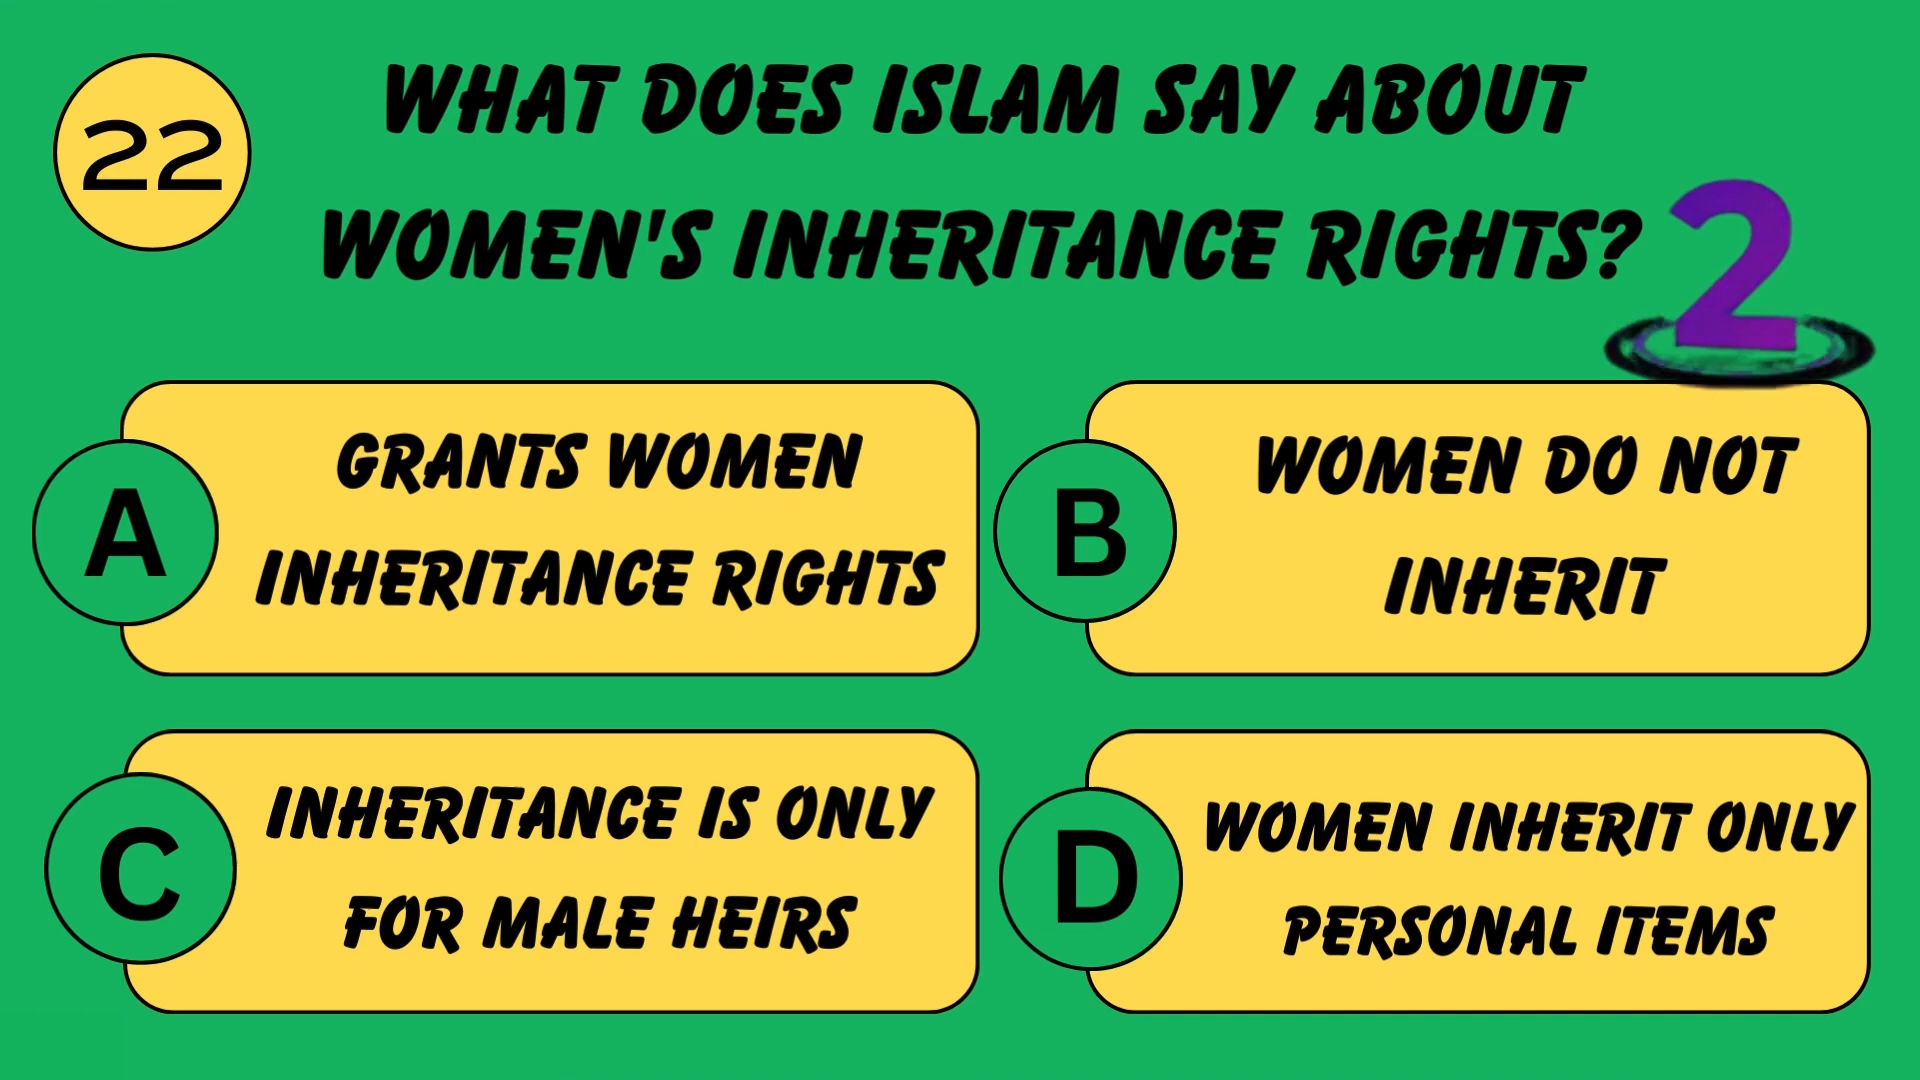 22
WHAT DOES ISLAM SAY ABOUT
WOMEN'S INHERITANCE RIGHTS?
2
A
GRANTS WOMEN
INHERITANCE RIGHTS
B
WOMEN DO NOT
INHERIT
C
INHERITANCE IS ONLY
FOR MALE HEIRS
D
WOMEN INHERIT ONLY
PERSONAL ITEMS